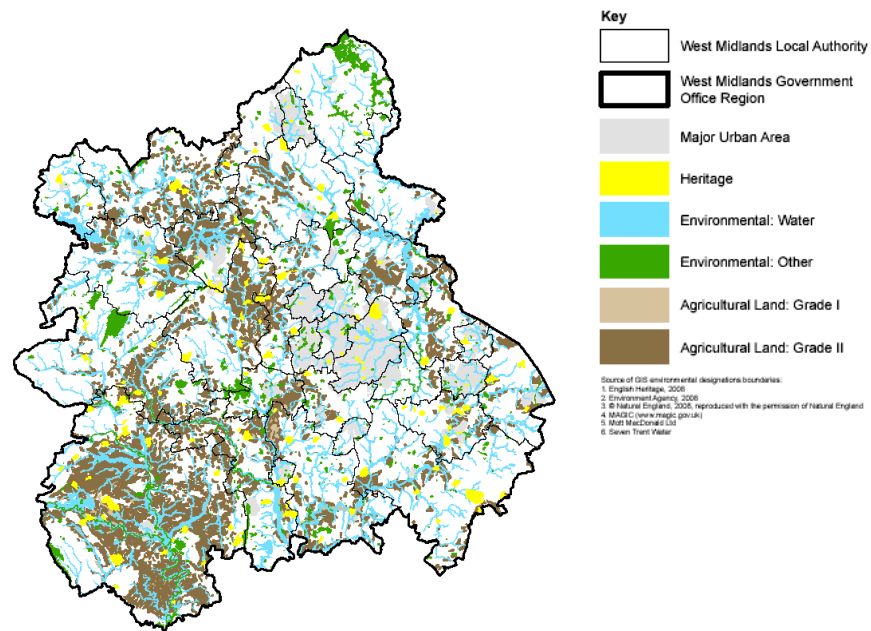 Key
West Midlands Local Authority
West Midlands Government
Office Region
Major Urban Area
Heritage
Environmental: Water
Environmental: Other
Agricultural Land: Grade I
Agricultural Land: Grade II
Source of GIS environmental designations boundaries:
1. English Heritage, 2008
2. Environment Agency, 2008
3. © Natural England, 2008, reproduced with the permission of Natural England
4. MAGIC (www.magic.gov.uk)
5. Mott MacDonald Ltd
6. Seven Trent Water